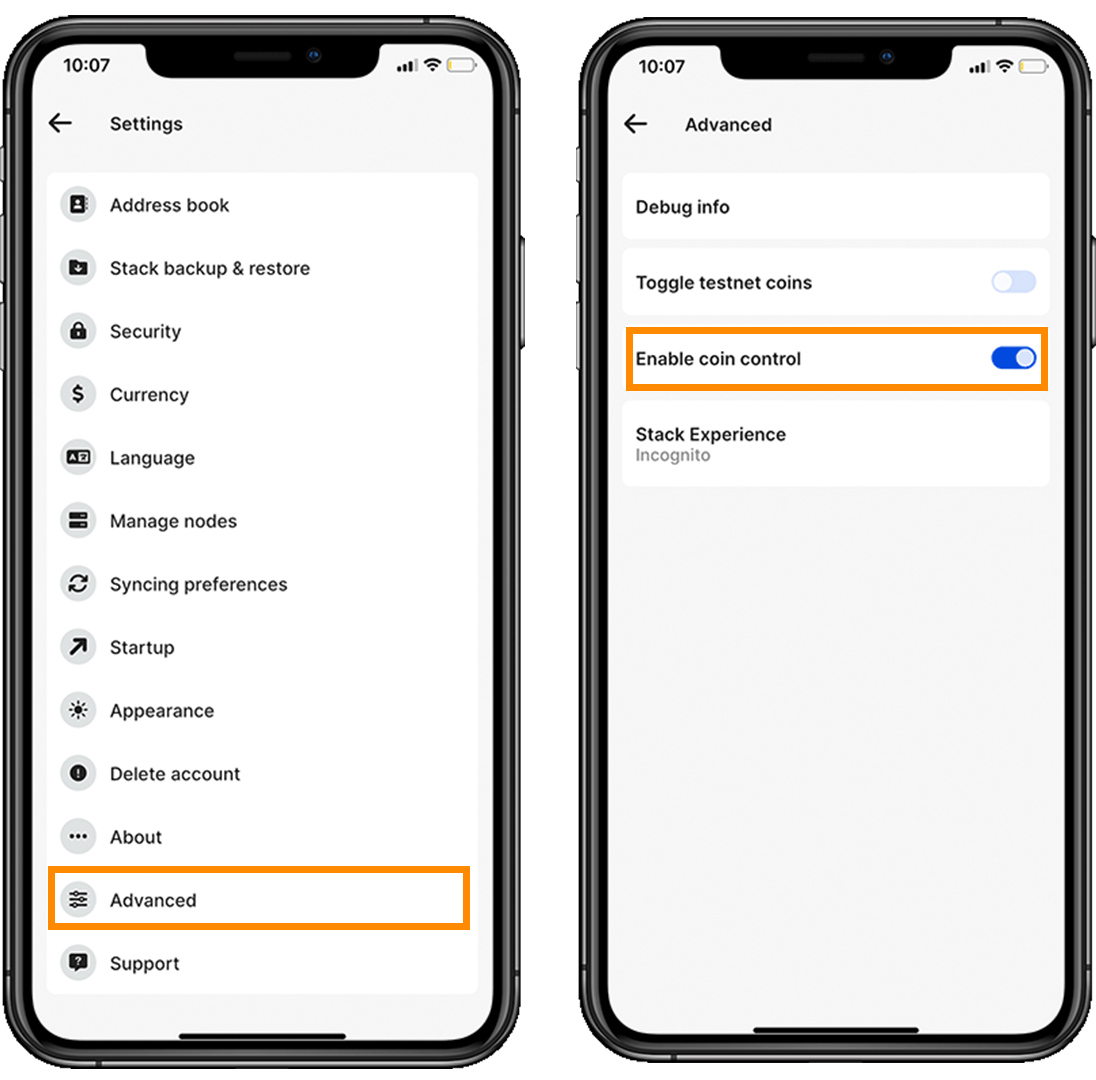 10:07
Settings
Address book
Stack backup & restore
Security
$ Currency
Language
Manage nodes
Syncing preferences
Startup
Appearance
Delete account
About
Advanced
Support
10:07
Advanced
Debug info
Toggle testnet coins
Enable coin control
Stack Experience
Incognito